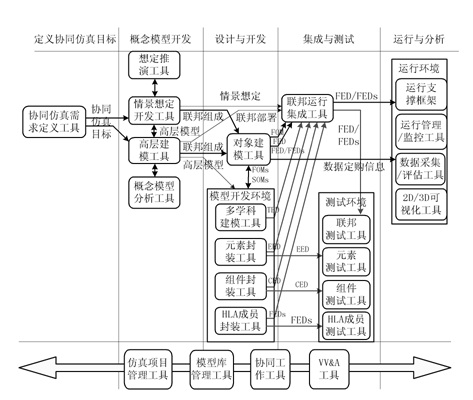 定义协同仿真目标
概念模型开发
设计与开发
集成与测试
运行与分析
想定推
演工具
运行环境
情景想定
FED/FEDs
运行支
撑框架
协同仿真需
求定义工具
协同
仿真
目标
情景想定
开发工具
联邦组成
联邦部署
联邦运行
集成工具
高层模型
FOM
FED
FED/FEDs
FED/
FEDs
运行管理
/监控工具
高层建
模工具
联邦组成
高层模型
对象建
模工具
数据定购信息
数据采集
/评估工具
FOMs
SOMs
概念模型
分析工具
模型开发环境
测试环境
2D/3D可
视化工具
多学科
建模工具
TED
联邦
测试工具
元素封
装工具
EED
EED
元素
测试工具
组件封
装工具
CED
CED
组件
测试工具
HLA成员
封装工具
FEDs
FEDs
HLA成员
测试工具
仿真项目
管理工具
模型库
管理工具
协同工
作工具
VV&A
工具